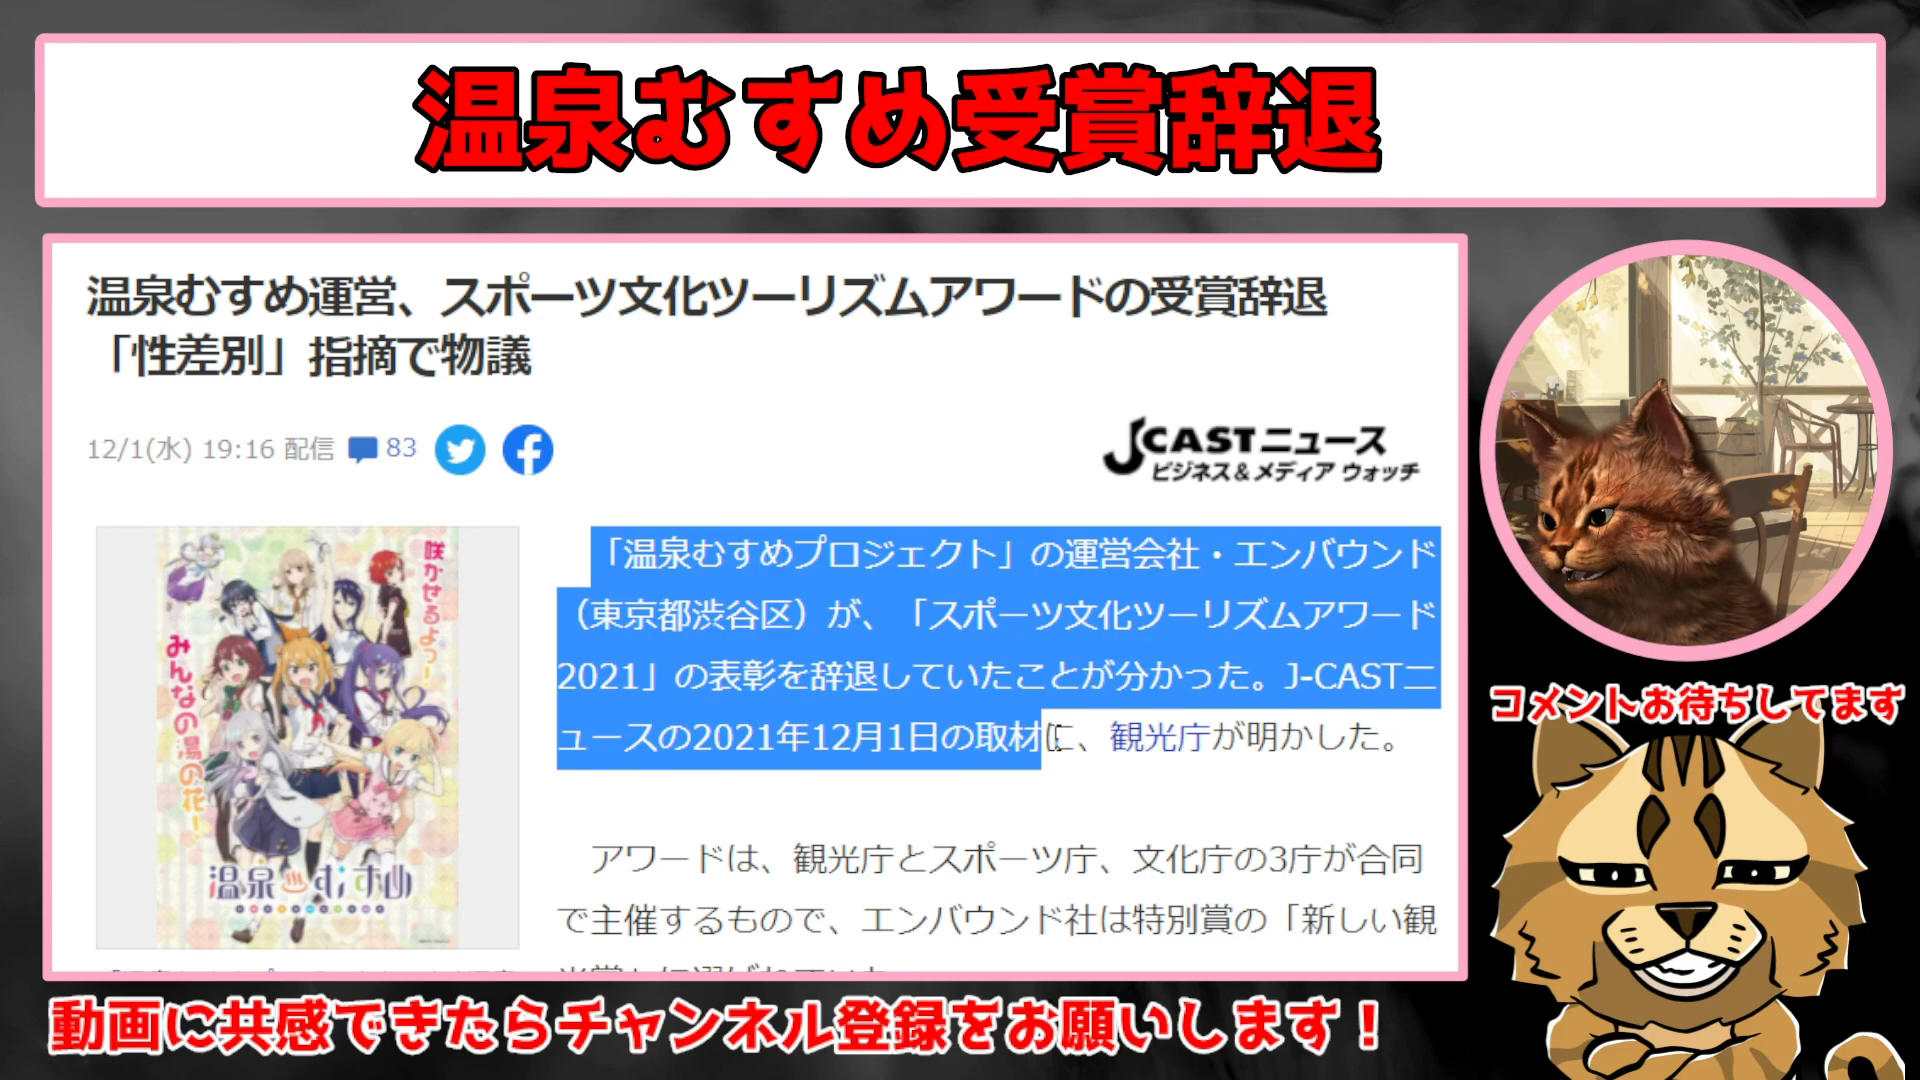 温泉むすめ受賞辞退
温泉むすめ運営、スポーツ文化ツーリズムアワードの受賞辞退
「性差別」指摘で物議
12/1(水) 19:16 配信 83
J CASTニュース
ビジネス&メディア ウォッチ
咲かせるよっ!
みんなの湯の花!
温泉むすめ
「温泉むすめプロジェクト」の運営会社・エンバウンド
（東京都渋谷区）が、「スポーツ文化ツーリズムアワード
2021」の表彰を辞退していたことが分かった。J-CASTニ
ュースの2021年12月1日の取材に、観光庁が明かした。
アワードは、観光庁とスポーツ庁、文化庁の3庁が合同
で主催するもので、エンバウンド社は特別賞の「新しい観
コメントお待ちしてます
動画に共感できたらチャンネル登録をお願いします！